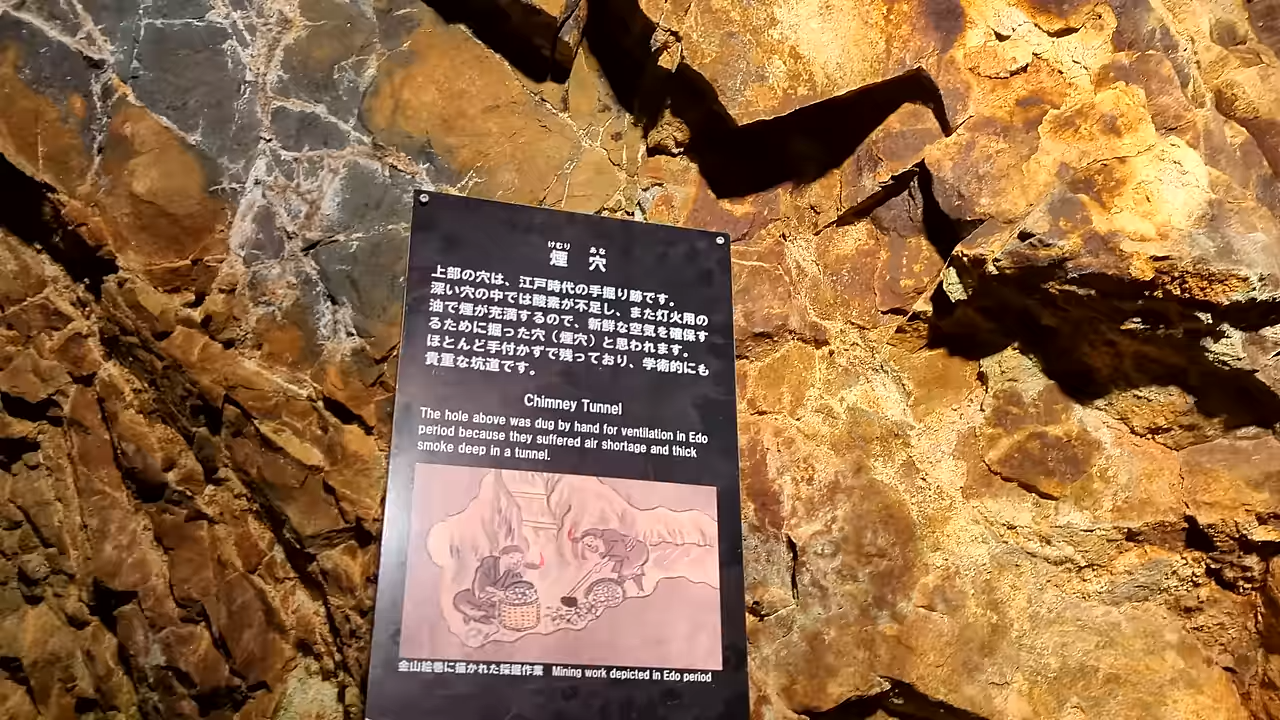 けむり あな
煙 穴
上部の穴は、江戸時代の手掘り跡です。
深い穴の中では酸素が不足し、また灯火用の
油で煙が充満するので、新鮮な空気を確保す
るために掘った穴（煙穴）と思われます。
ほとんど手付かずで残っており、学術的にも
貴重な坑道です。
Chimney Tunnel
The hole above was dug by hand for ventilation in Edo
period because they suffered air shortage and thick
smoke deep in a tunnel.
金山絵巻に描かれた採掘作業 Mining work depicted in Edo period